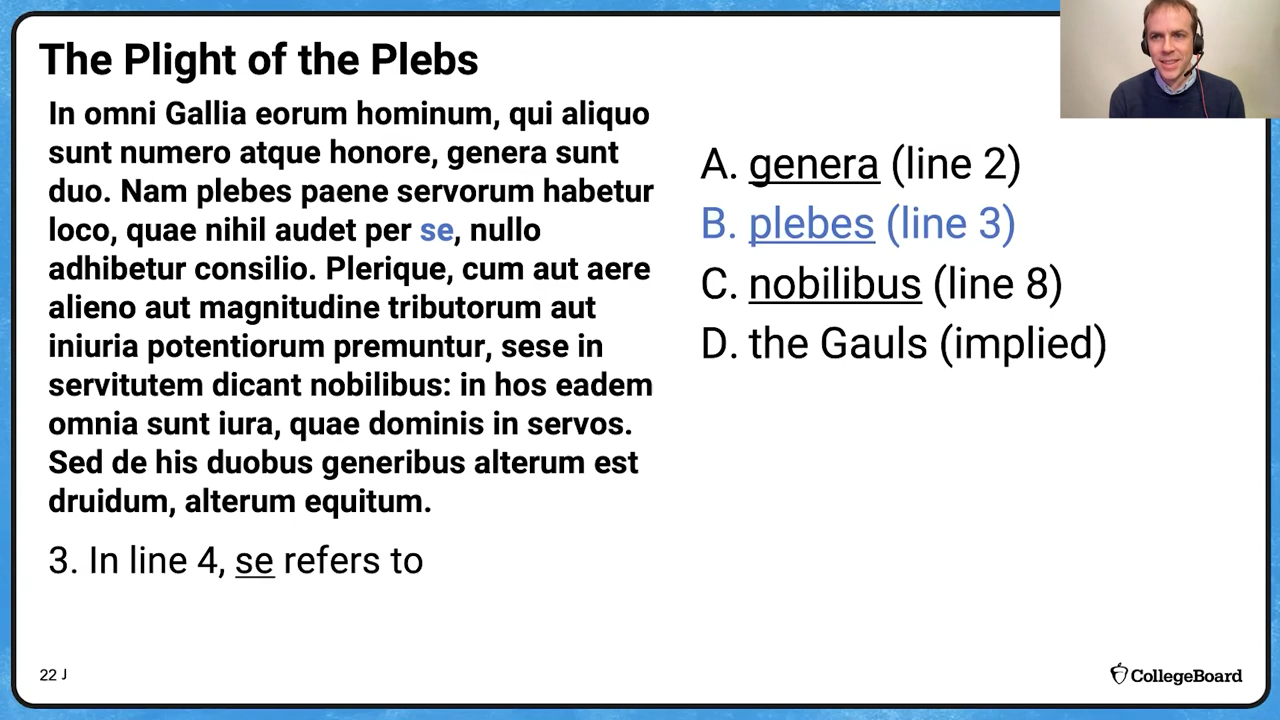 The Plight of the Plebs
In omni Gallia eorum hominum, qui aliquo
sunt numero atque honore, genera sunt
duo. Nam plebes paene servorum habetur
loco, quae nihil audet per se, nullo
adhibetur consilio. Plerique, cum aut aere
alieno aut magnitudine tributorum aut
iniuria potentiorum premuntur, sese in
servitutem dicant nobilibus: in hos eadem
omnia sunt iura, quae dominis in servos.
Sed de his duobus generibus alterum est
druidum, alterum equitum.
3. In line 4, se refers to
A. genera (line 2)
B. plebes (line 3)
C. nobilibus (line 8)
D. the Gauls (implied)
22 J
CollegeBoard